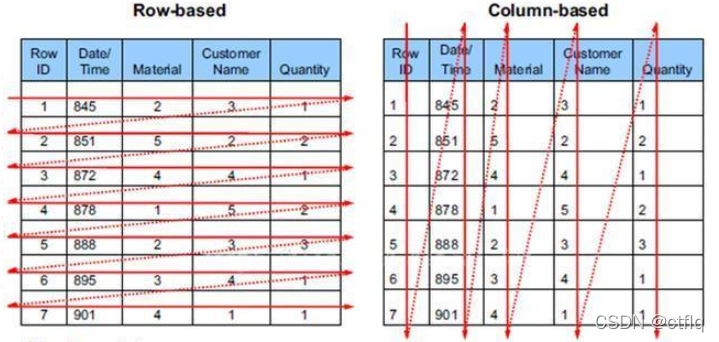 Row-based
Row ID Date/ Time Material Customer Name Quantity
1 845 2 3 1
2 851 5 2 2
3 872 4 4 1
4 878 1 5 2
5 888 2 3 3
6 895 3 4 1
7 901 4 1 1
Column-based
Row ID Date/ Time Material Customer Name Quantity
1 845 2 3 1
2 851 5 2 2
3 872 4 4 1
4 878 1 5 2
5 888 2 3 3
6 895 3 4 1
7 901 4 1 1
CSDN @ctflq